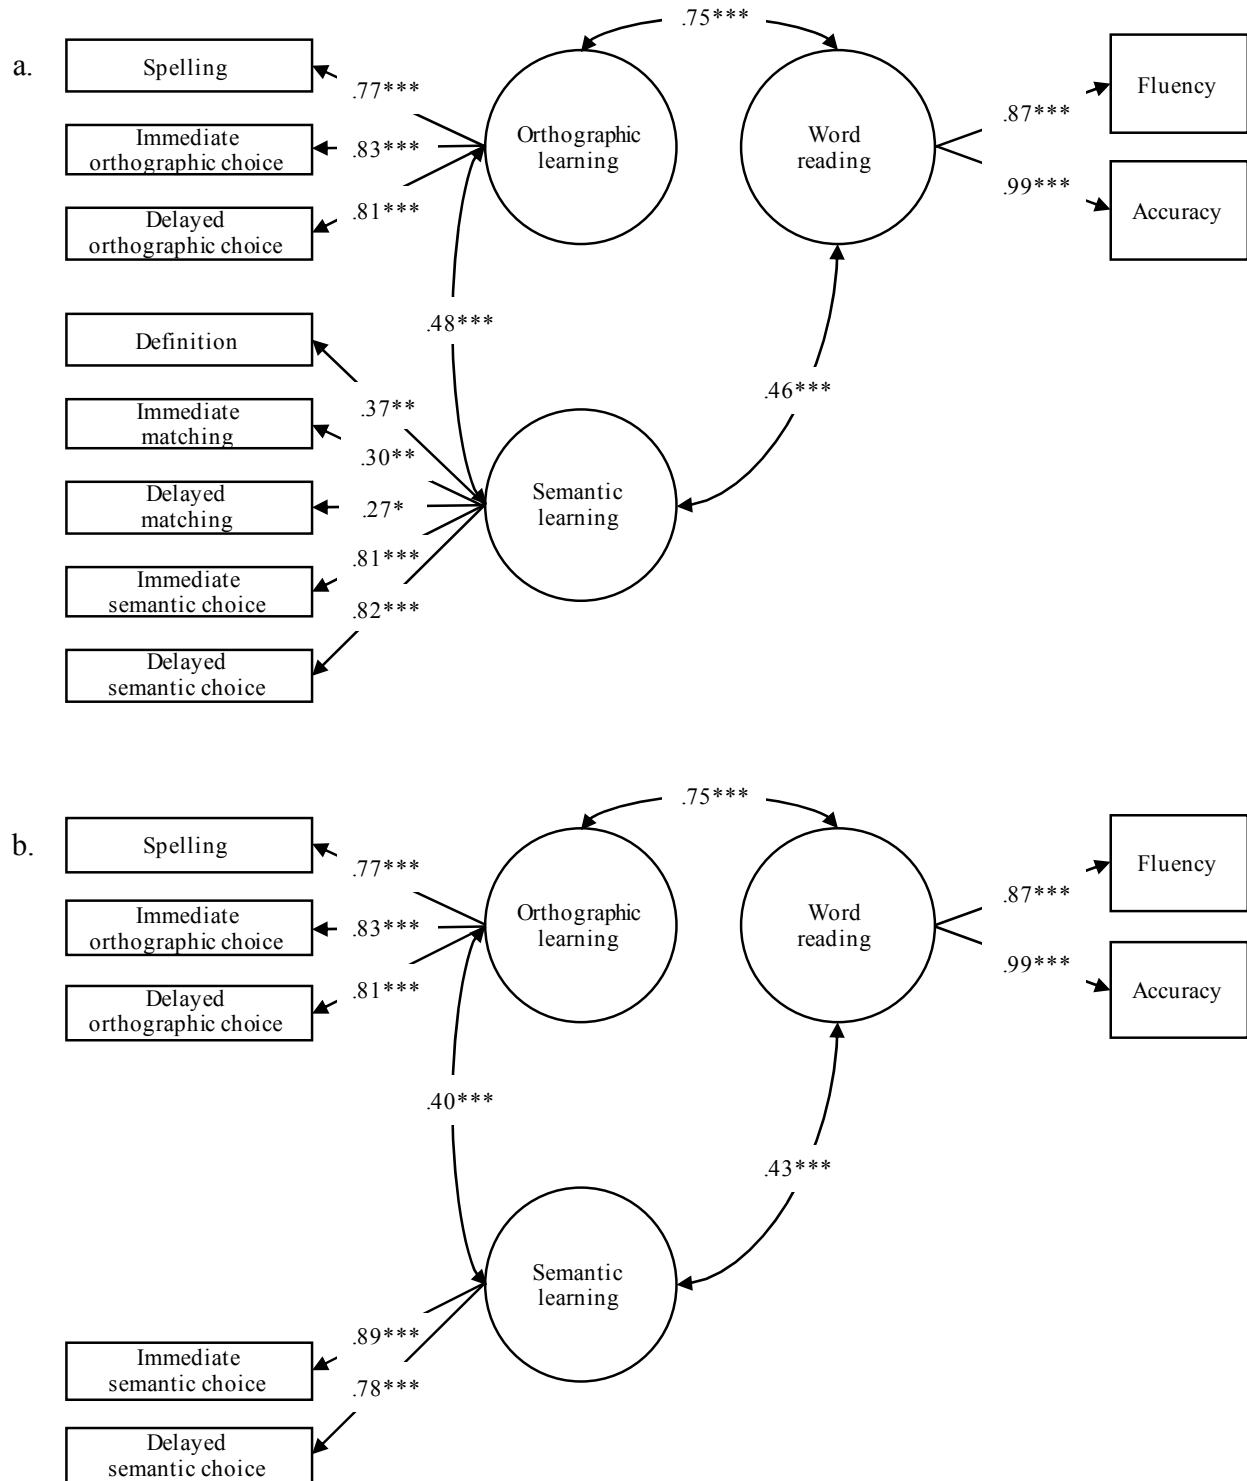 a.
.75***
Spelling
.77***
Immediate
orthographic choice
.83***
Delayed
orthographic choice
.81***
Orthographic
learning
Word
reading
.87***
Fluency
.99***
Accuracy
.48***
.46***
Definition
.37**
Immediate
matching
.30**
Delayed
matching
.27*
Immediate
semantic choice
.81***
Delayed
semantic choice
.82***
Semantic
learning
b.
.75***
Spelling
.77***
Immediate
orthographic choice
.83***
Delayed
orthographic choice
.81***
Orthographic
learning
Word
reading
.87***
Fluency
.99***
Accuracy
.40***
.43***
Semantic
learning
Immediate
semantic choice
.89***
Delayed
semantic choice
.78***